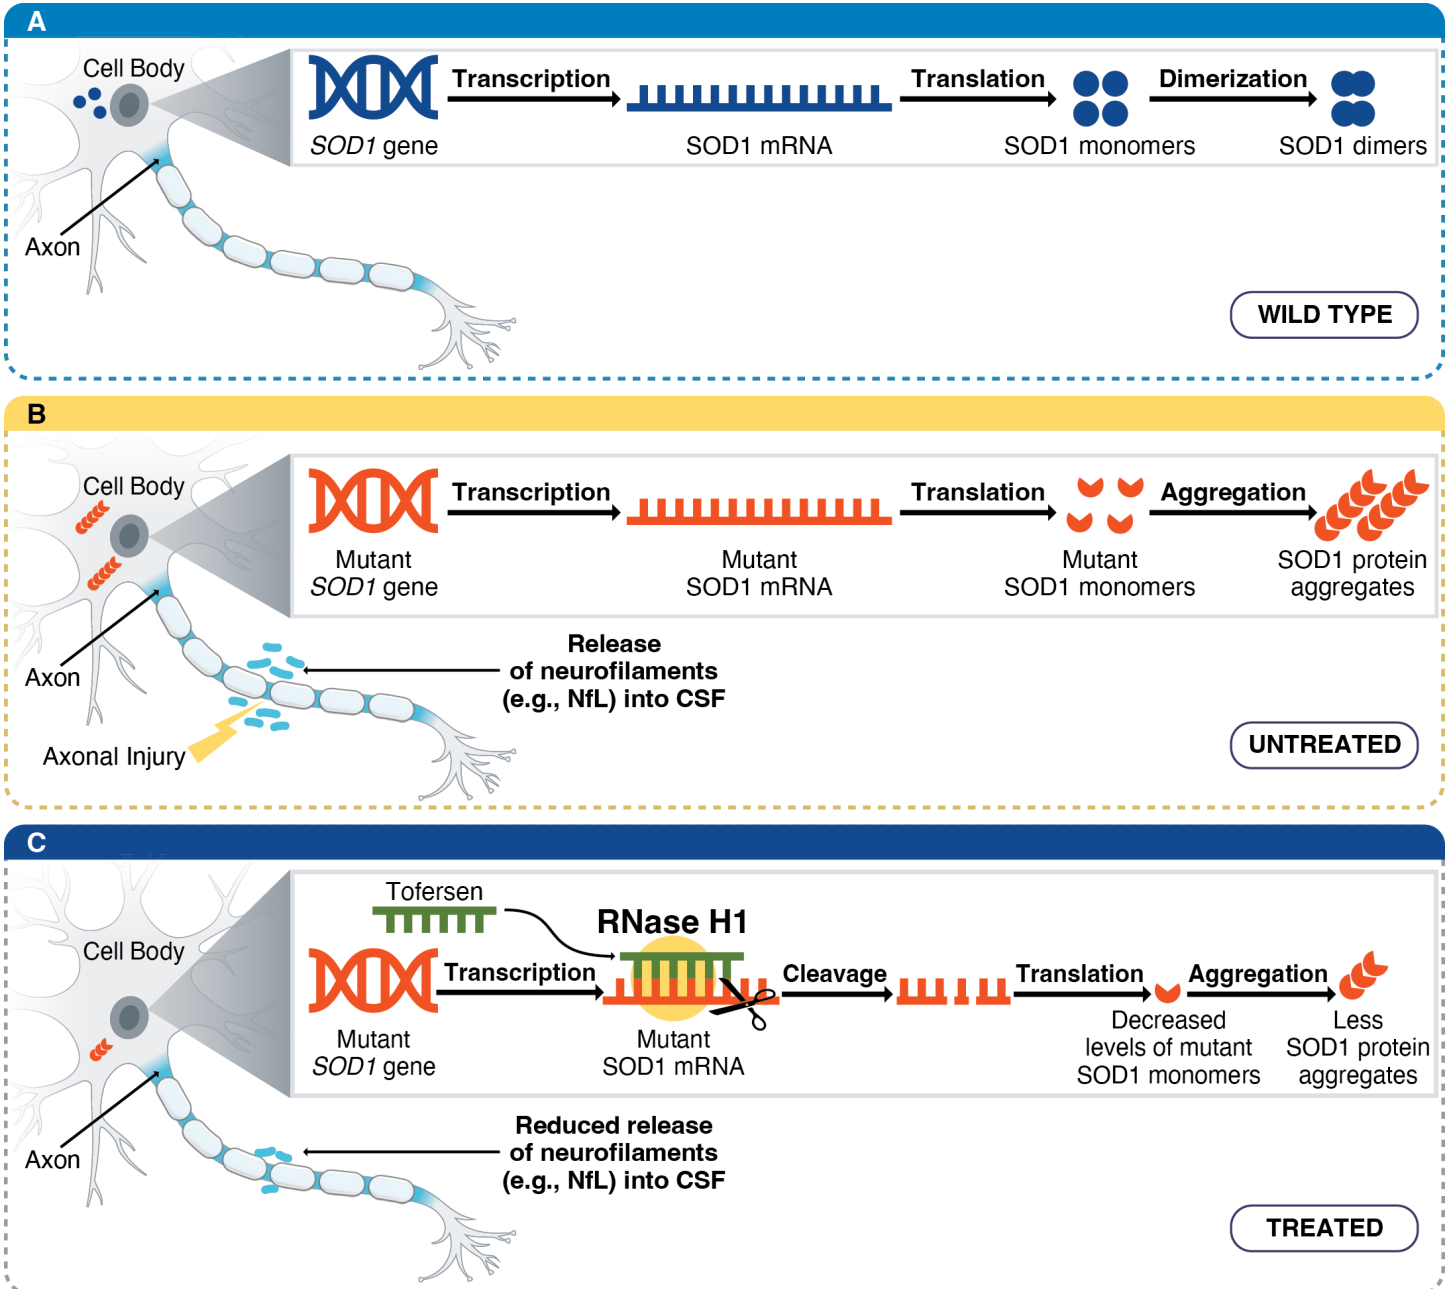 A
Cell Body
Transcription
Translation
Dimerization
SOD1 gene
SOD1 mRNA
SOD1 monomers
SOD1 dimers
Axon
WILD TYPE
B
Cell Body
Transcription
Translation
Aggregation
Mutant
SOD1 gene
Mutant
SOD1 mRNA
Mutant
SOD1 monomers
SOD1 protein
aggregates
Axon
Release
of neurofilaments
(e.g., NfL) into CSF
Axonal Injury
UNTREATED
C
Tofersen
RNase H1
Cell Body
Transcription
Cleavage
Translation
Aggregation
Mutant
SOD1 gene
Mutant
SOD1 mRNA
Decreased
levels of mutant
SOD1 monomers
Less
SOD1 protein
aggregates
Axon
Reduced release
of neurofilaments
(e.g., NfL) into CSF
TREATED